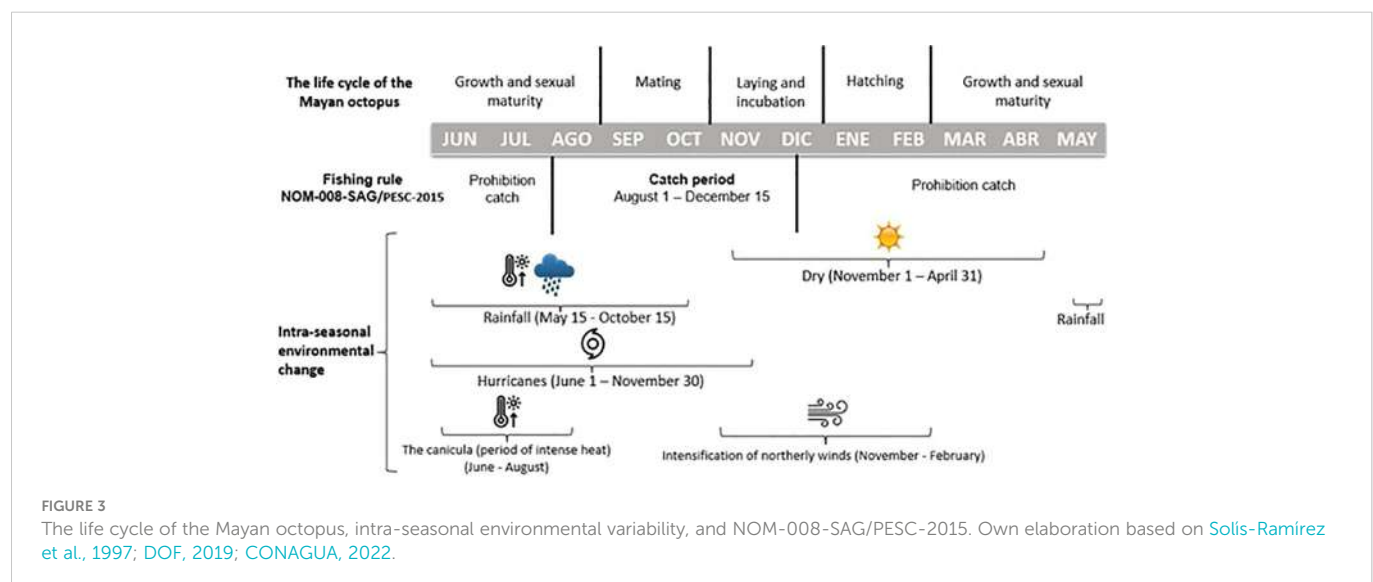 The life cycle of the
Mayan octopus
Growth and sexual
maturity
Mating
Laying and
incubation
Hatching
Growth and sexual
maturity
JUN JUL AGO SEP OCT NOV DIC ENE FEB MAR ABR MAY
Fishing rule
NOM-008-SAG/PESC-2015
Prohibition
catch
Catch period
August 1 – December 15
Prohibition catch
Dry (November 1 – April 31)
Rainfall (May 15 - October 15)
Rainfall
Intra-seasonal
environmental
change
Hurricanes (June 1 – November 30)
The canicula (period of intense heat)
(June - August)
Intensification of northerly winds (November - February)
FIGURE 3
The life cycle of the Mayan octopus, intra-seasonal environmental variability, and NOM-008-SAG/PESC-2015. Own elaboration based on Solís-Ramírez
et al., 1997; DOF, 2019; CONAGUA, 2022.